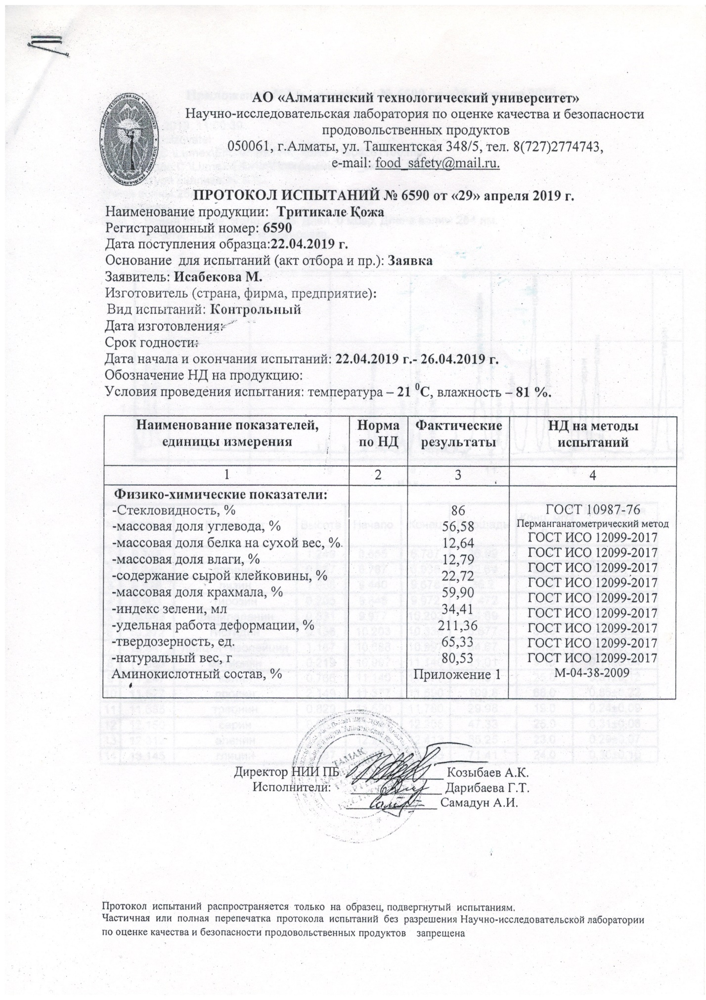 АО «Алматинский технологический университет»
Научно-исследовательская лаборатория по оценке качества и безопасности
продовольственных продуктов
050061, г.Алматы, ул. Ташкентская 348/5, тел. 8(727)2774743,
e-mail: food_safety@mail.ru.
ПРОТОКОЛ ИСПЫТАНИЙ № 6590 от «29» апреля 2019 г.
Наименование продукции: Тритикале Қожа
Регистрационный номер: 6590
Дата поступления образца:22.04.2019 г.
Основание для испытаний (акт отбора и пр.): Заявка
Заявитель: Исабекова М.
Изготовитель (страна, фирма, предприятие):
Вид испытаний: Контрольный
Дата изготовления:
Срок годности:
Дата начала и окончания испытаний: 22.04.2019 г.- 26.04.2019 г.
Обозначение НД на продукцию:
Условия проведения испытания: температура – 21 ⁰С, влажность – 81 %.
Наименование показателей, единицы измерения Норма по НД Фактические результаты НД на методы испытаний
1 2 3 4
Физико-химические показатели:
-Стекловидность, % 86 ГОСТ 10987-76
-массовая доля углевода, % 56,58 Перманганатометрический метод
-массовая доля белка на сухой вес, % 12,64 ГОСТ ИСО 12099-2017
-массовая доля влаги, % 12,79 ГОСТ ИСО 12099-2017
-содержание сырой клейковины, % 22,72 ГОСТ ИСО 12099-2017
-массовая доля крахмала, % 59,90 ГОСТ ИСО 12099-2017
-индекс зелени, мл 34,41 ГОСТ ИСО 12099-2017
-удельная работа деформации, % 211,36 ГОСТ ИСО 12099-2017
-твердозерность, ед. 65,33 ГОСТ ИСО 12099-2017
-натуральный вес, г 80,53 ГОСТ ИСО 12099-2017
ГОСТ ИСО 12099-2017
Аминокислотный состав, % Приложение 1 М-04-38-2009
Директор НИИ ПБ Козыбаев А.К.
Исполнители: Дарибаева Г.Т.
Самадун А.И.
Протокол испытаний распространяется только на образец, подвергнутый испытаниям.
Частичная или полная перепечатка протокола испытаний без разрешения Научно-исследовательской лаборатории
по оценке качества и безопасности продовольственных продуктов запрещена